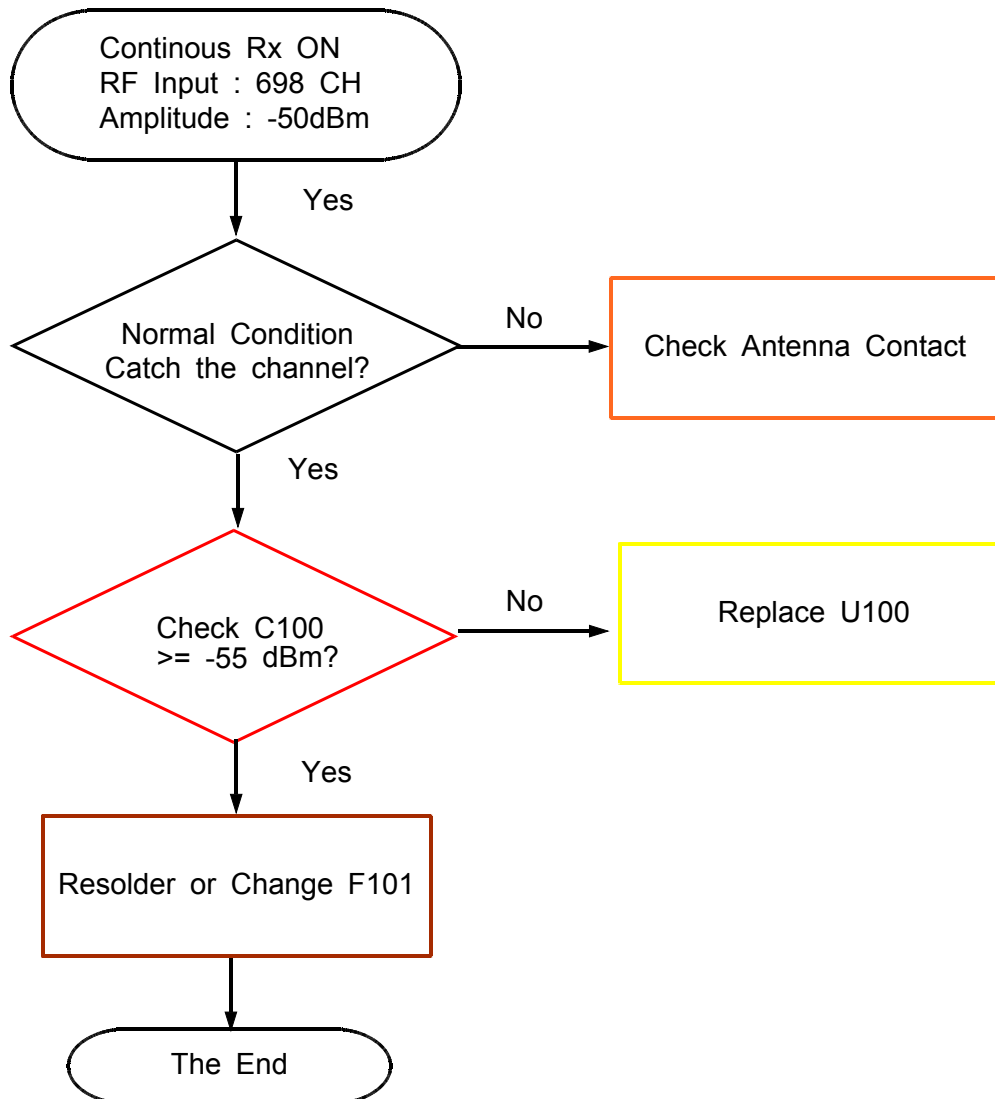 Continous Rx ON
RF Input : 698 CH
Amplitude : -50dBm
Yes
Normal Condition
Catch the channel?
No
Check Antenna Contact
Yes
Check C100
>= -55 dBm?
No
Replace U100
Yes
Resolder or Change F101
The End